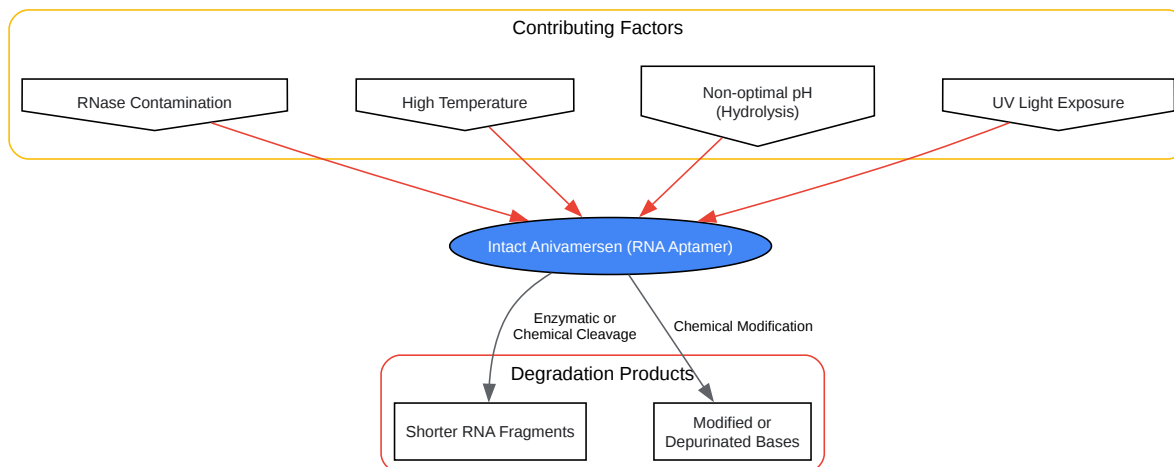 Contributing Factors
RNase Contamination
High Temperature
Non-optimal pH
(Hydrolysis)
UV Light Exposure
Intact Anivamersen (RNA Aptamer)
Enzymatic or
Chemical Cleavage
Chemical Modification
Degradation Products
Shorter RNA Fragments
Modified or
Depurinated Bases